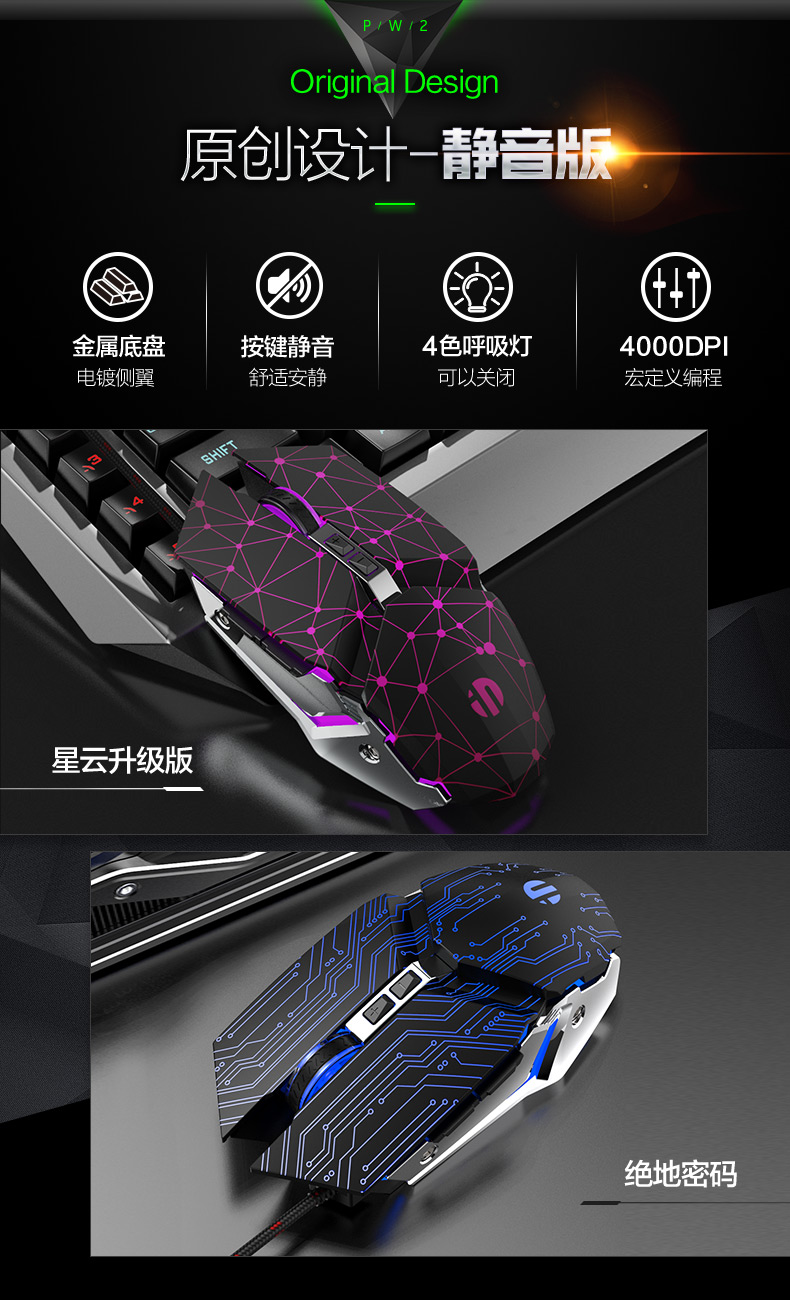 P/W/2
Original Design
原创设计-静音版
金属底盘
电镀侧翼
按键静音
舒适安静
4色呼吸灯
可以关闭
4000DPI
宏定义编程
SHIFT
3
4
星云升级版
绝地密码